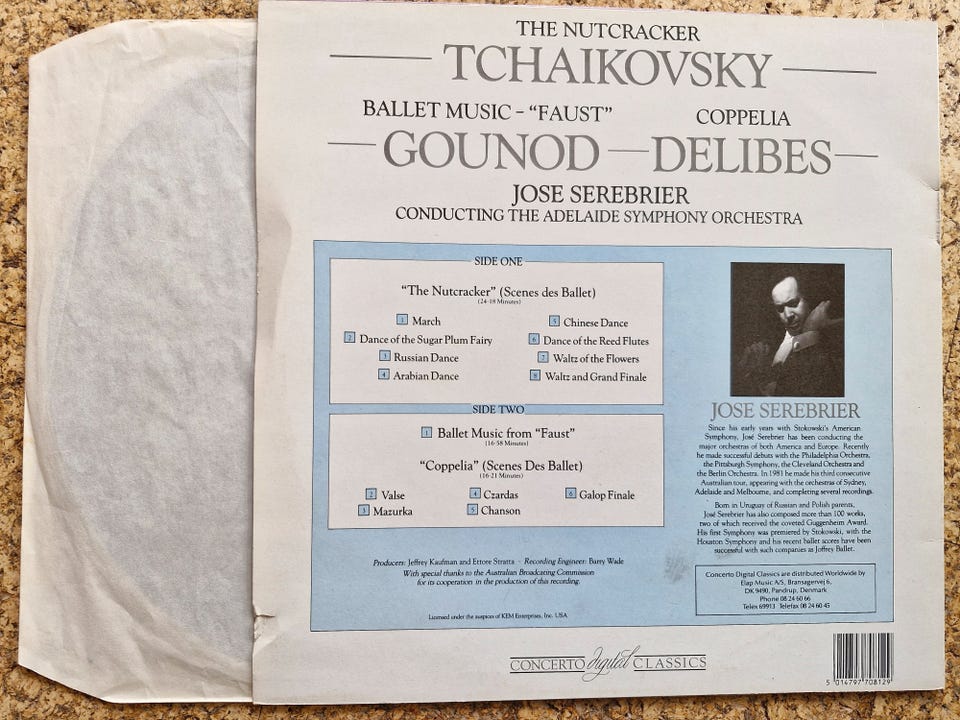 THE NUTCRACKER
TCHAIKOVSKY
BALLET MUSIC – “FAUST” COPPELIA
GOUNOD — DELIBES
JOSE SEREBRIER
CONDUCTING THE ADELAIDE SYMPHONY ORCHESTRA
SIDE ONE
“The Nutcracker” (Scenes des Ballet)
(24-18 Minutes)
1 March
2 Dance of the Sugar Plum Fairy
3 Russian Dance
4 Arabian Dance
5 Chinese Dance
6 Dance of the Reed Flutes
7 Waltz of the Flowers
8 Waltz and Grand Finale
SIDE TWO
1 Ballet Music from “Faust”
(16-58 Minutes)
“Coppelia” (Scenes Des Ballet)
(16-21 Minutes)
2 Valse
3 Mazurka
4 Czardas
5 Chanson
6 Galop Finale
Producers: Jeffrey Kaufman and Ettore Stratta · Recording Engineer: Barry Wade
With special thanks to the Australian Broadcasting Commission
for its cooperation in the production of this recording.
Licensed under the auspices of KEM Enterprises, Inc. USA
JOSE SEREBRIER
Since his early years with Stokowski's American
Symphony, José Serebrier has been conducting the
major orchestras of both America and Europe. Recently
he made successful debuts with the Philadelphia Orchestra,
the Pittsburgh Symphony, the Cleveland Orchestra and
the Berlin Orchestra. In 1981 he made his third consecutive
Australian tour, appearing with the orchestras of Sydney,
Adelaide and Melbourne, and completing several recordings.
Born in Uruguay of Russian and Polish parents,
José Serebrier has also composed more than 100 works,
two of which received the coveted Guggenheim Award.
His first Symphony was premiered by Stokowski, with the
Houston Symphony and his recent ballet scores have been
successful with such companies as Joffrey Ballet.
Concerto Digital Classics are distributed Worldwide by
Elap Music A/S, Bransagervej 6,
DK 9490, Pandrup, Denmark
Phone 08 24 60 66
Telex 69913 Telefax 08 24 60 45
CONCERTO digital CLASSICS
5 014797 708129